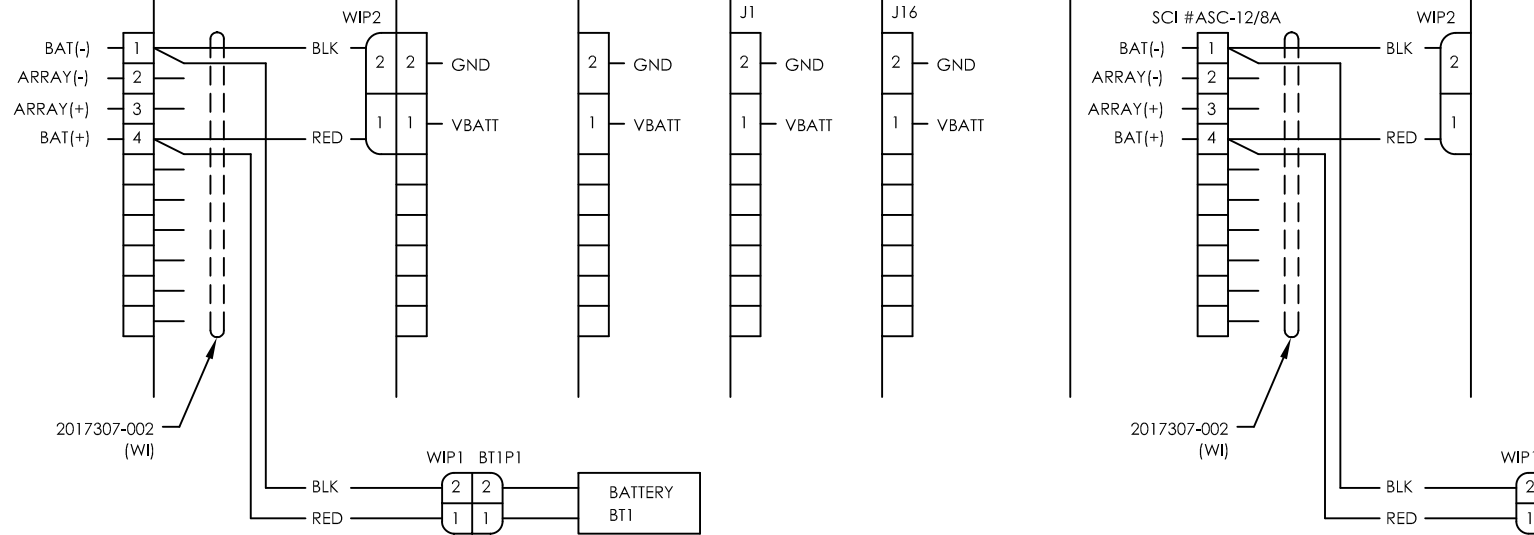 WIP2
BAT(-) 1 BLK 2 2 GND
ARRAY(-) 2
ARRAY(+) 3
BAT(+) 4 RED 1 1 VBATT
2 GND
1 VBATT
J1
2 GND
1 VBATT
J16
2 GND
1 VBATT
2017307-002
(WI)
WIP1 BT1P1
BLK 2 2
RED 1 1
BATTERY
BT1
SCI #ASC-12/8A WIP2
BAT(-) 1 BLK 2
ARRAY(-) 2
ARRAY(+) 3
BAT(+) 4 RED 1
2017307-002
(WI)
WIP1
BLK 2
RED 1